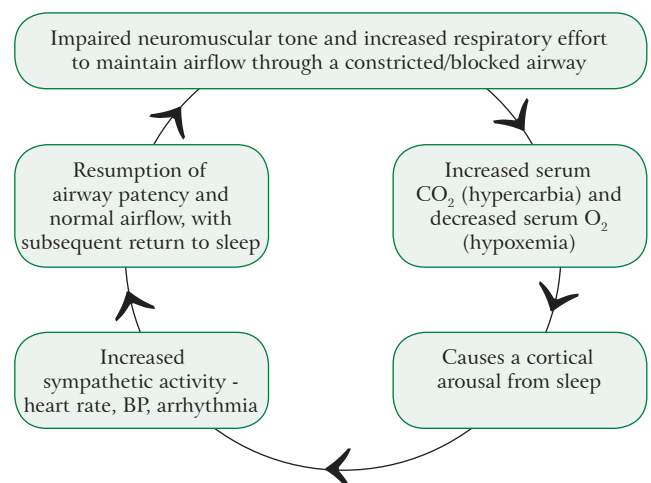 Impaired neuromuscular tone and increased respiratory effort
to maintain airflow through a constricted/blocked airway
Increased serum
CO₂ (hypercarbia) and
decreased serum O₂
(hypoxemia)
Causes a cortical
arousal from sleep
Increased
sympathetic activity -
heart rate, BP, arrhythmia
Resumption of
airway patency and
normal airflow, with
subsequent return to sleep